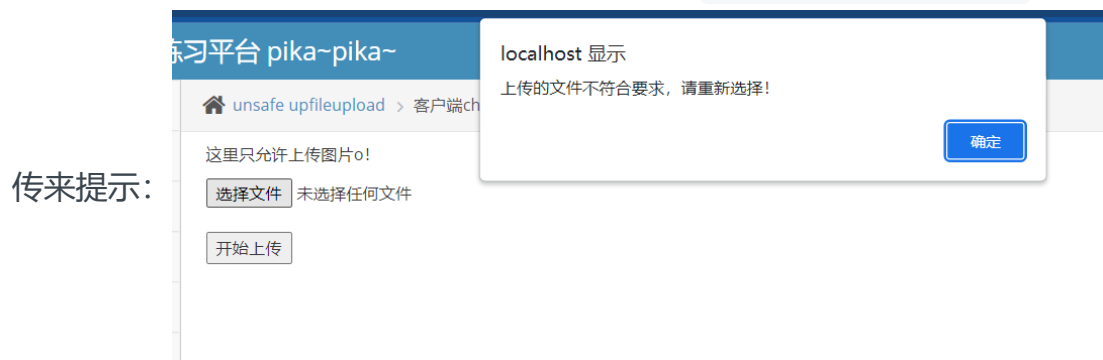 习平台 pika~pika~
localhost 显示
上传的文件不符合要求，请重新选择！
unsafe upfileupload > 客户端ch
确定
这里只允许上传图片o!
传来提示：
选择文件 未选择任何文件
开始上传